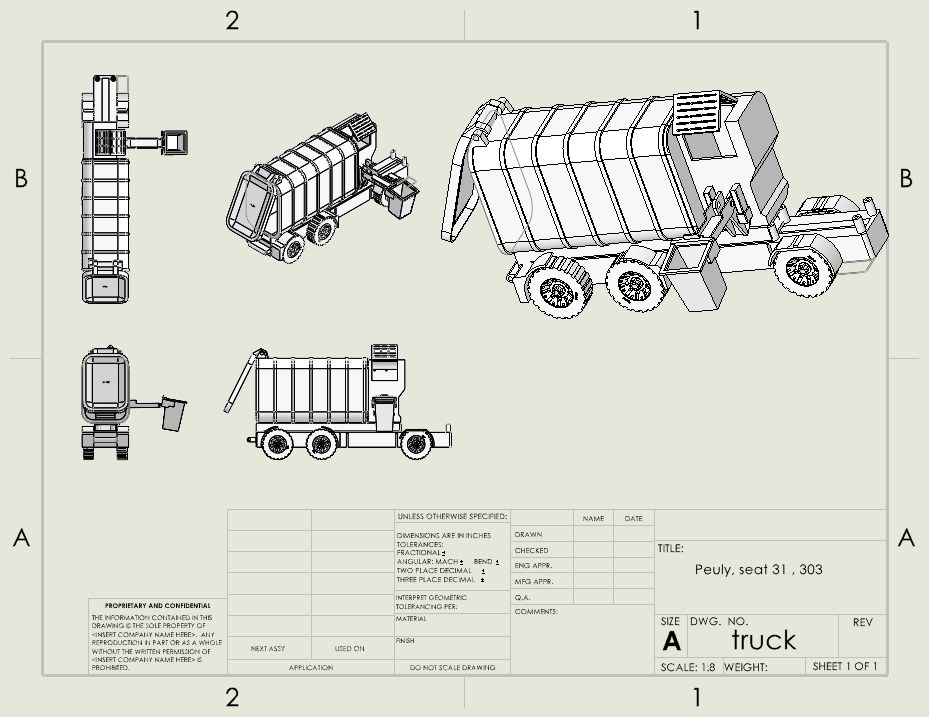 2
1
B
B
A
A
UNLESS OTHERWISE SPECIFIED:
DIMENSIONS ARE IN INCHES
TOLERANCES:
FRACTIONAL ±
ANGULAR: MACH ± BEND ±
TWO PLACE DECIMAL ±
THREE PLACE DECIMAL ±
INTERPRET GEOMETRIC
TOLERANCING PER:
MATERIAL
FINISH
DO NOT SCALE DRAWING
NAME
DATE
DRAWN
CHECKED
ENG APPR.
MFG APPR.
Q.A.
COMMENTS:
TITLE:
Peuly, seat 31 , 303
SIZE
A
DWG. NO.
truck
REV
SCALE: 1:8
WEIGHT:
SHEET 1 OF 1
PROPRIETARY AND CONFIDENTIAL
THE INFORMATION CONTAINED IN THIS
DRAWING IS THE SOLE PROPERTY OF
<INSERT COMPANY NAME HERE>. ANY
REPRODUCTION IN PART OR AS A WHOLE
WITHOUT THE WRITTEN PERMISSION OF
<INSERT COMPANY NAME HERE> IS
PROHIBITED.
NEXT ASSY
USED ON
APPLICATION
2
1